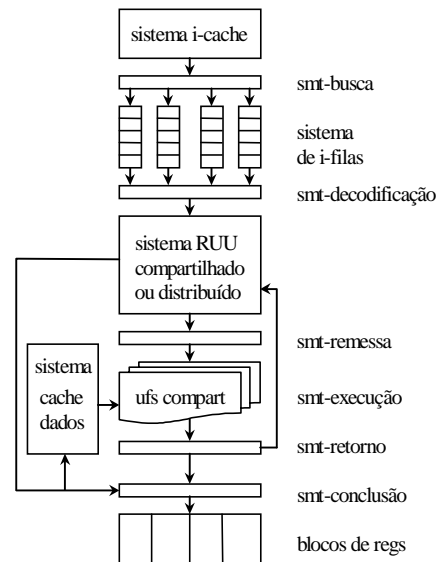 sistema i-cache
smt-busca
sistema
de i-filas
smt-decodificação
sistema RUU
compartilhado
ou distribuído
smt-remessa
sistema
cache
dados
ufs compart
smt-execução
smt-retorno
smt-conclusão
blocos de regs